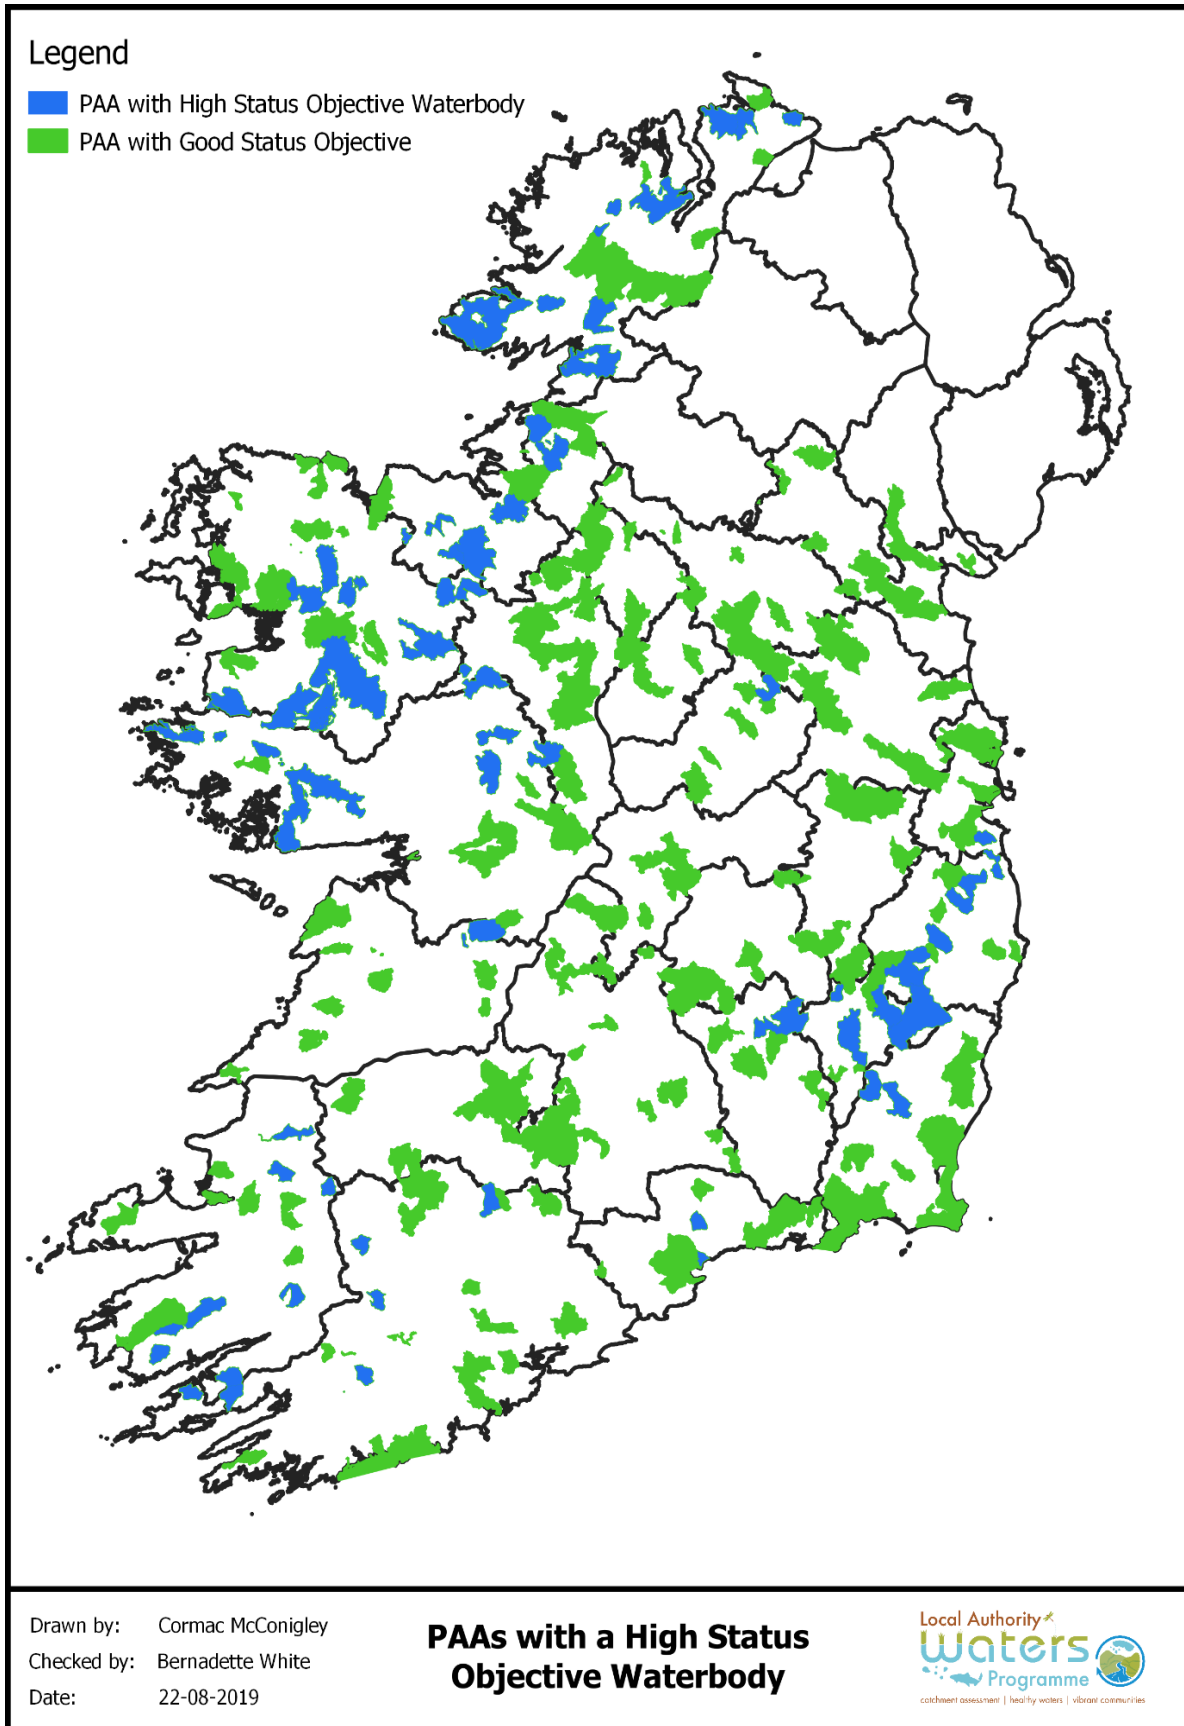 Legend
PAA with High Status Objective Waterbody
PAA with Good Status Objective
Drawn by: Cormac McConigley
Checked by: Bernadette White
Date: 22-08-2019
PAAs with a High Status
Objective Waterbody
Local Authority
Waters
Programme
catchment assessment | healthy waters | vibrant communities